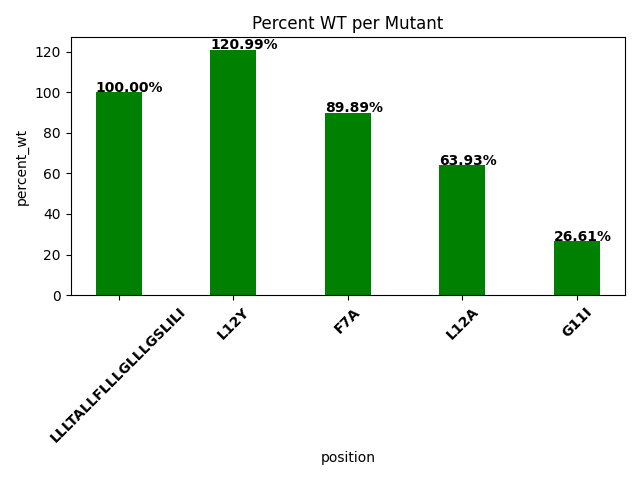 Percent WT per Mutant
percent_wt
120
100
80
60
40
20
0
100.00%
120.99%
89.89%
63.93%
26.61%
LLLTALLFLLLGLLLGSLILI
L12Y
F7A
L12A
G11I
position